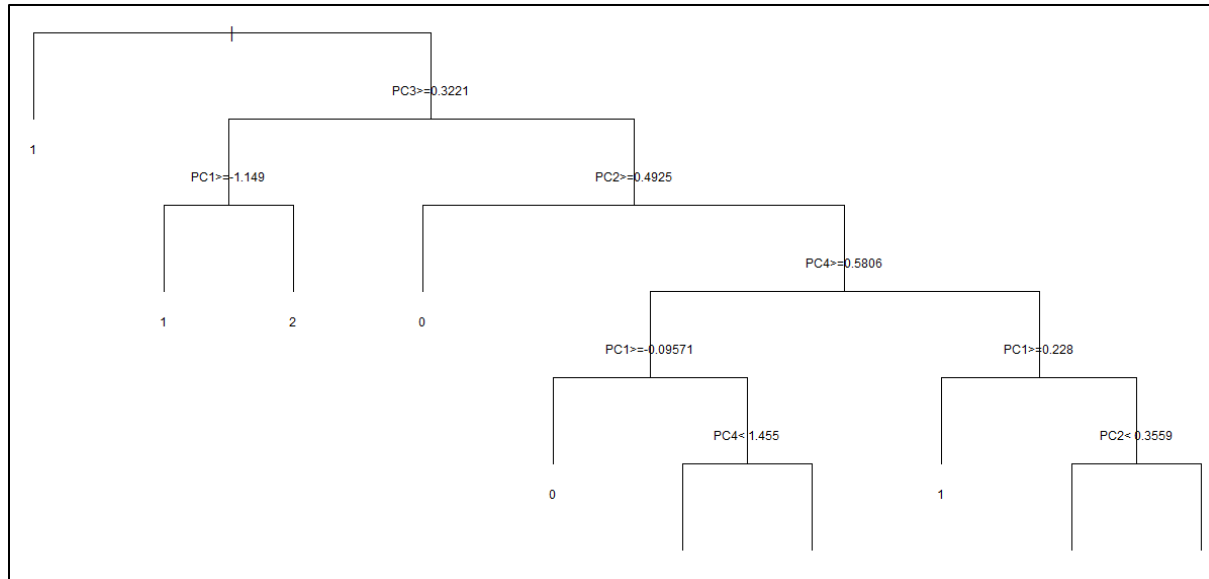 PC3>=0.3221
1
PC1>=-1.149
PC2>=0.4925
PC4>=0.5806
1
2
0
PC1>=-0.09571
PC1>=0.228
PC4< 1.455
PC2< 0.3559
0
1